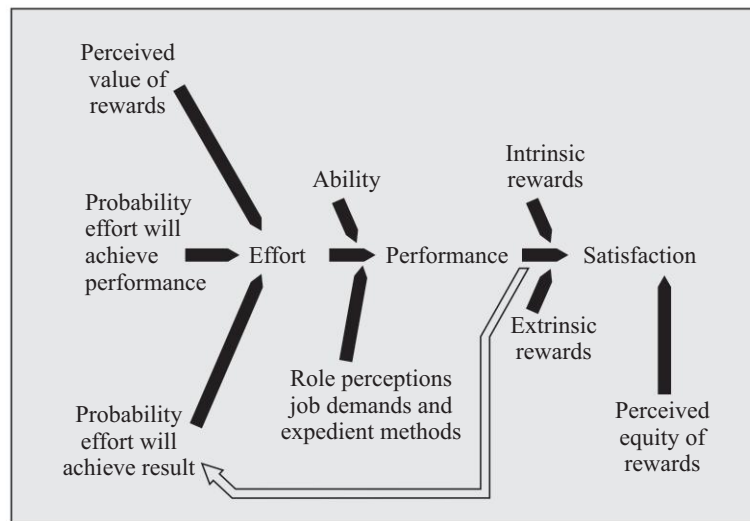 Perceived
value of
rewards
Probability
effort will
achieve
performance
Effort
Ability
Performance
Intrinsic
rewards
Satisfaction
Extrinsic
rewards
Role perceptions
job demands and
expedient methods
Probability
effort will
achieve result
Perceived
equity of
rewards